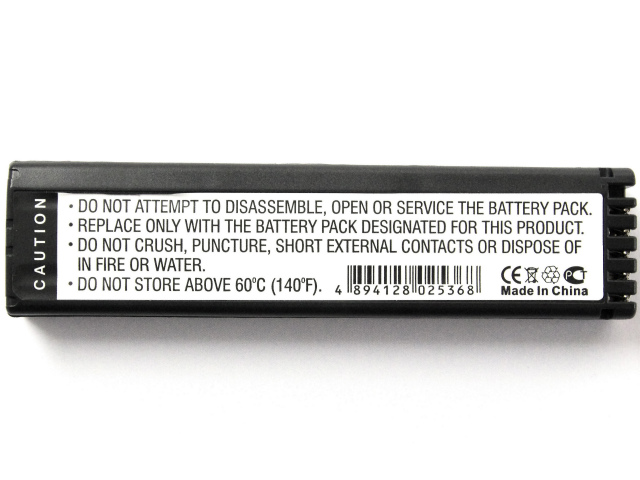 CAUTION
• DO NOT ATTEMPT TO DISASSEMBLE, OPEN OR SERVICE THE BATTERY PACK.
• REPLACE ONLY WITH THE BATTERY PACK DESIGNATED FOR THIS PRODUCT.
• DO NOT CRUSH, PUNCTURE, SHORT EXTERNAL CONTACTS OR DISPOSE OF
IN FIRE OR WATER.
• DO NOT STORE ABOVE 60°C (140°F).
4 894128 025368
CE
Made In China